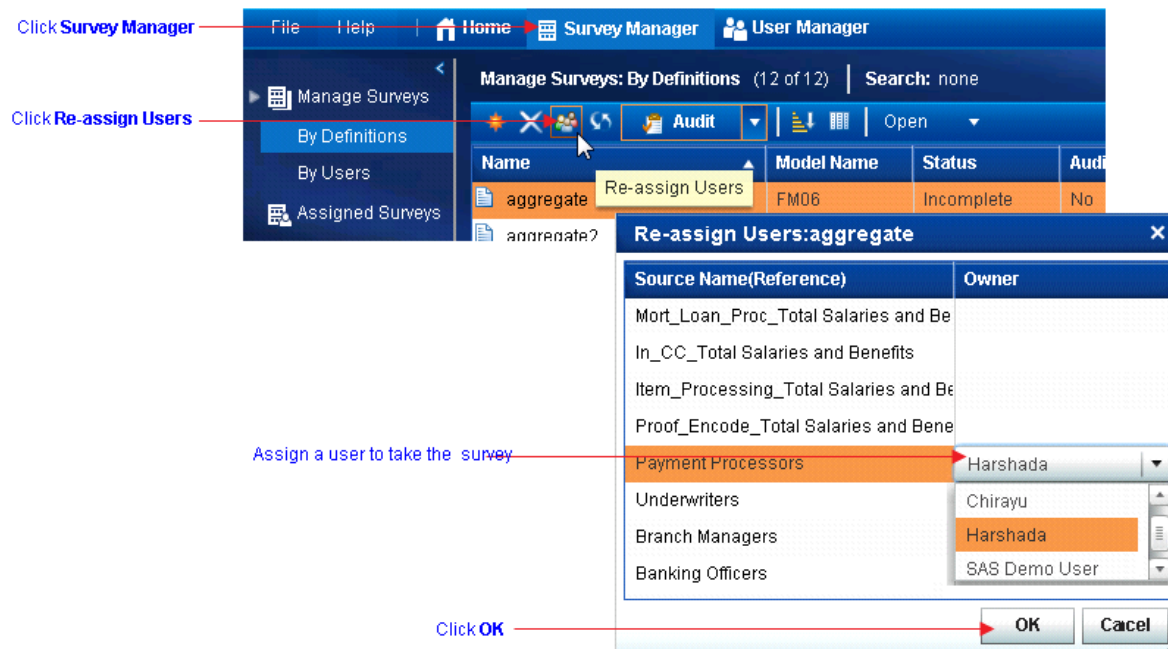 Click Survey Manager
File Help Home Survey Manager User Manager
Manage Surveys: By Definitions (12 of 12) Search: none
Manage Surveys
Click Re-assign Users
Audit Open
By Definitions
Name Model Name Status Audi
By Users
Re-assign Users
aggregate FM06 Incomplete No
Assigned Surveys
aggregate2
Re-assign Users:aggregate
Source Name(Reference) Owner
Mort_Loan_Proc_Total Salaries and Be
In_CC_Total Salaries and Benefits
Item_Processing_Total Salaries and Be
Proof_Encode_Total Salaries and Bene
Assign a user to take the survey
Payment Processors Harshada
Underwriters Chirayu
Branch Managers Harshada
Banking Officers SAS Demo User
Click OK
OK Cancel